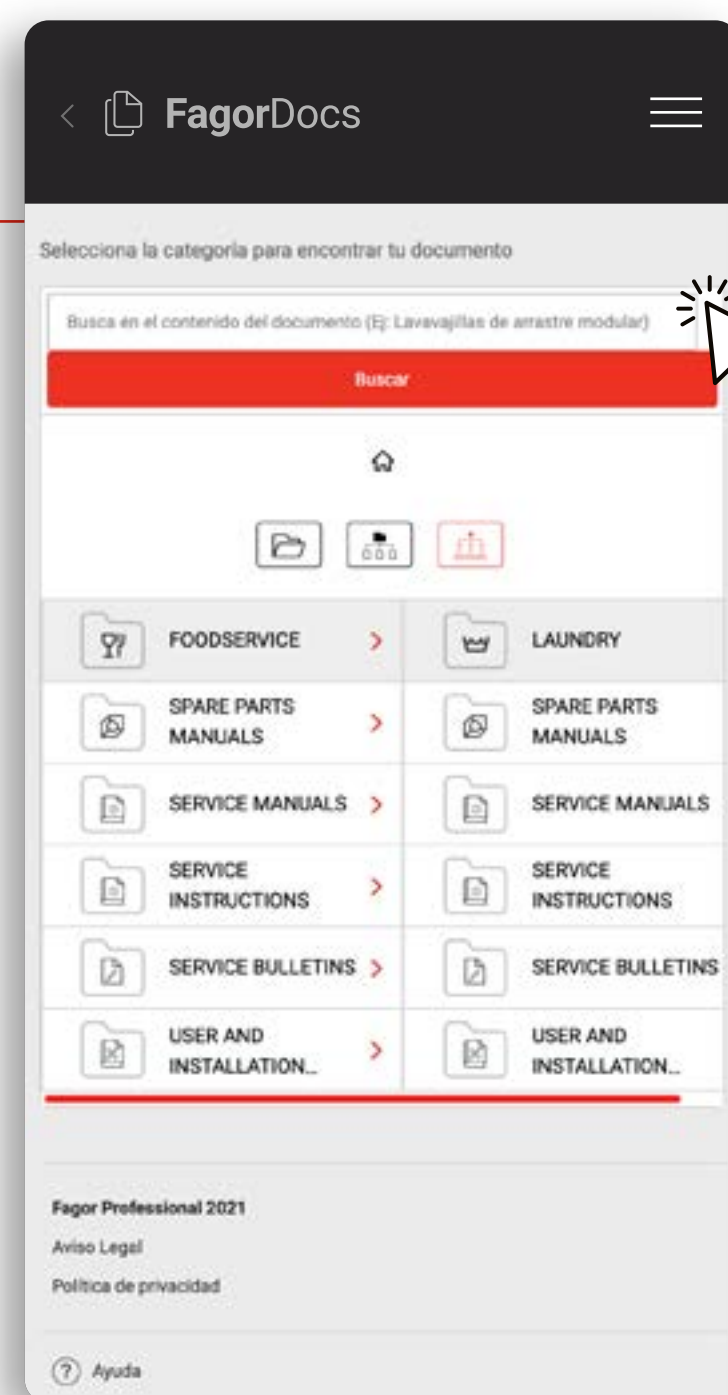 FagorDocs
Selecciona la categoría para encontrar tu documento
Busca en el contenido del documento (Ej: Lavavajillas de arrastre modular)
Buscar
FOODSERVICE
LAUNDRY
SPARE PARTS
MANUALS
SPARE PARTS
MANUALS
SERVICE MANUALS
SERVICE MANUALS
SERVICE
INSTRUCTIONS
SERVICE
INSTRUCTIONS
SERVICE BULLETINS
SERVICE BULLETINS
USER AND
INSTALLATION...
USER AND
INSTALLATION...
Fagor Professional 2021
Aviso Legal
Política de privacidad
? Ayuda